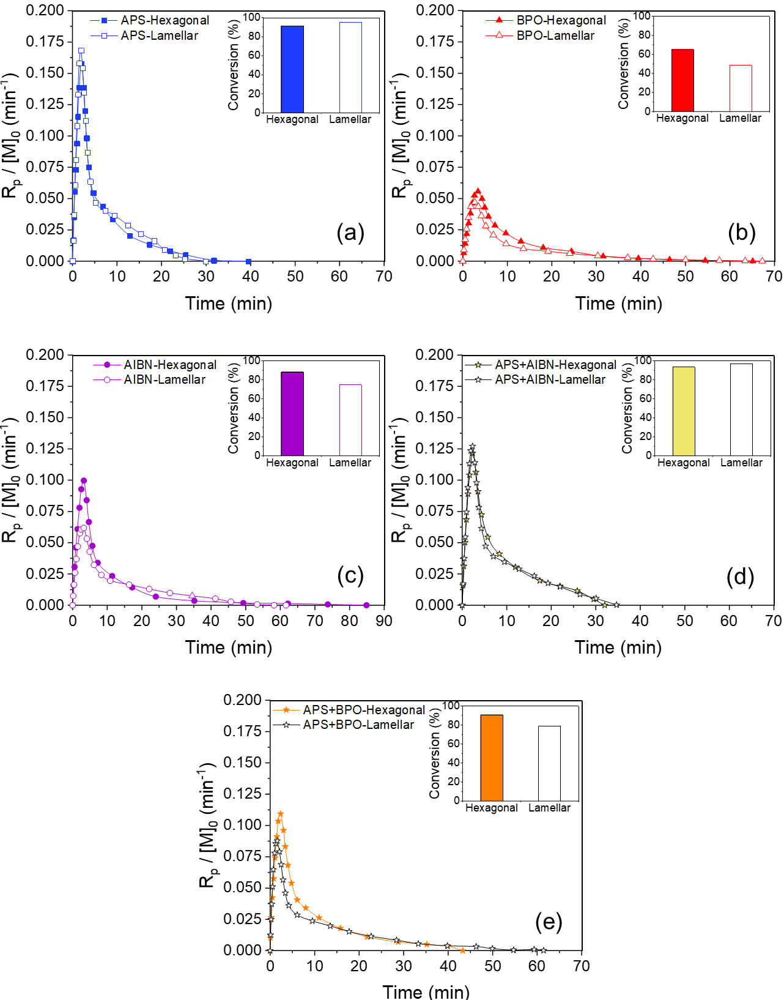 APS-Hexagonal
APS-Lamellar
R_p / [M]_0 (min^-1)
0.200
0.175
0.150
0.125
0.100
0.075
0.050
0.025
0.000
0 10 20 30 40 50 60 70
Time (min)
Conversion (%)
100
80
60
40
20
0
Hexagonal Lamellar
(a)
BPO-Hexagonal
BPO-Lamellar
R_p / [M]_0 (min^-1)
0.200
0.175
0.150
0.125
0.100
0.075
0.050
0.025
0.000
0 10 20 30 40 50 60 70
Time (min)
Conversion (%)
100
80
60
40
20
0
Hexagonal Lamellar
(b)
AIBN-Hexagonal
AIBN-Lamellar
R_p / [M]_0 (min^-1)
0.200
0.175
0.150
0.125
0.100
0.075
0.050
0.025
0.000
0 10 20 30 40 50 60 70 80 90
Time (min)
Conversion (%)
100
80
60
40
20
0
Hexagonal Lamellar
(c)
APS+AIBN-Hexagonal
APS+AIBN-Lamellar
R_p / [M]_0 (min^-1)
0.200
0.175
0.150
0.125
0.100
0.075
0.050
0.025
0.000
0 10 20 30 40 50 60 70
Time (min)
Conversion (%)
100
80
60
40
20
0
Hexagonal Lamellar
(d)
APS+BPO-Hexagonal
APS+BPO-Lamellar
R_p / [M]_0 (min^-1)
0.200
0.175
0.150
0.125
0.100
0.075
0.050
0.025
0.000
0 10 20 30 40 50 60 70
Time (min)
Conversion (%)
100
80
60
40
20
0
Hexagonal Lamellar
(e)